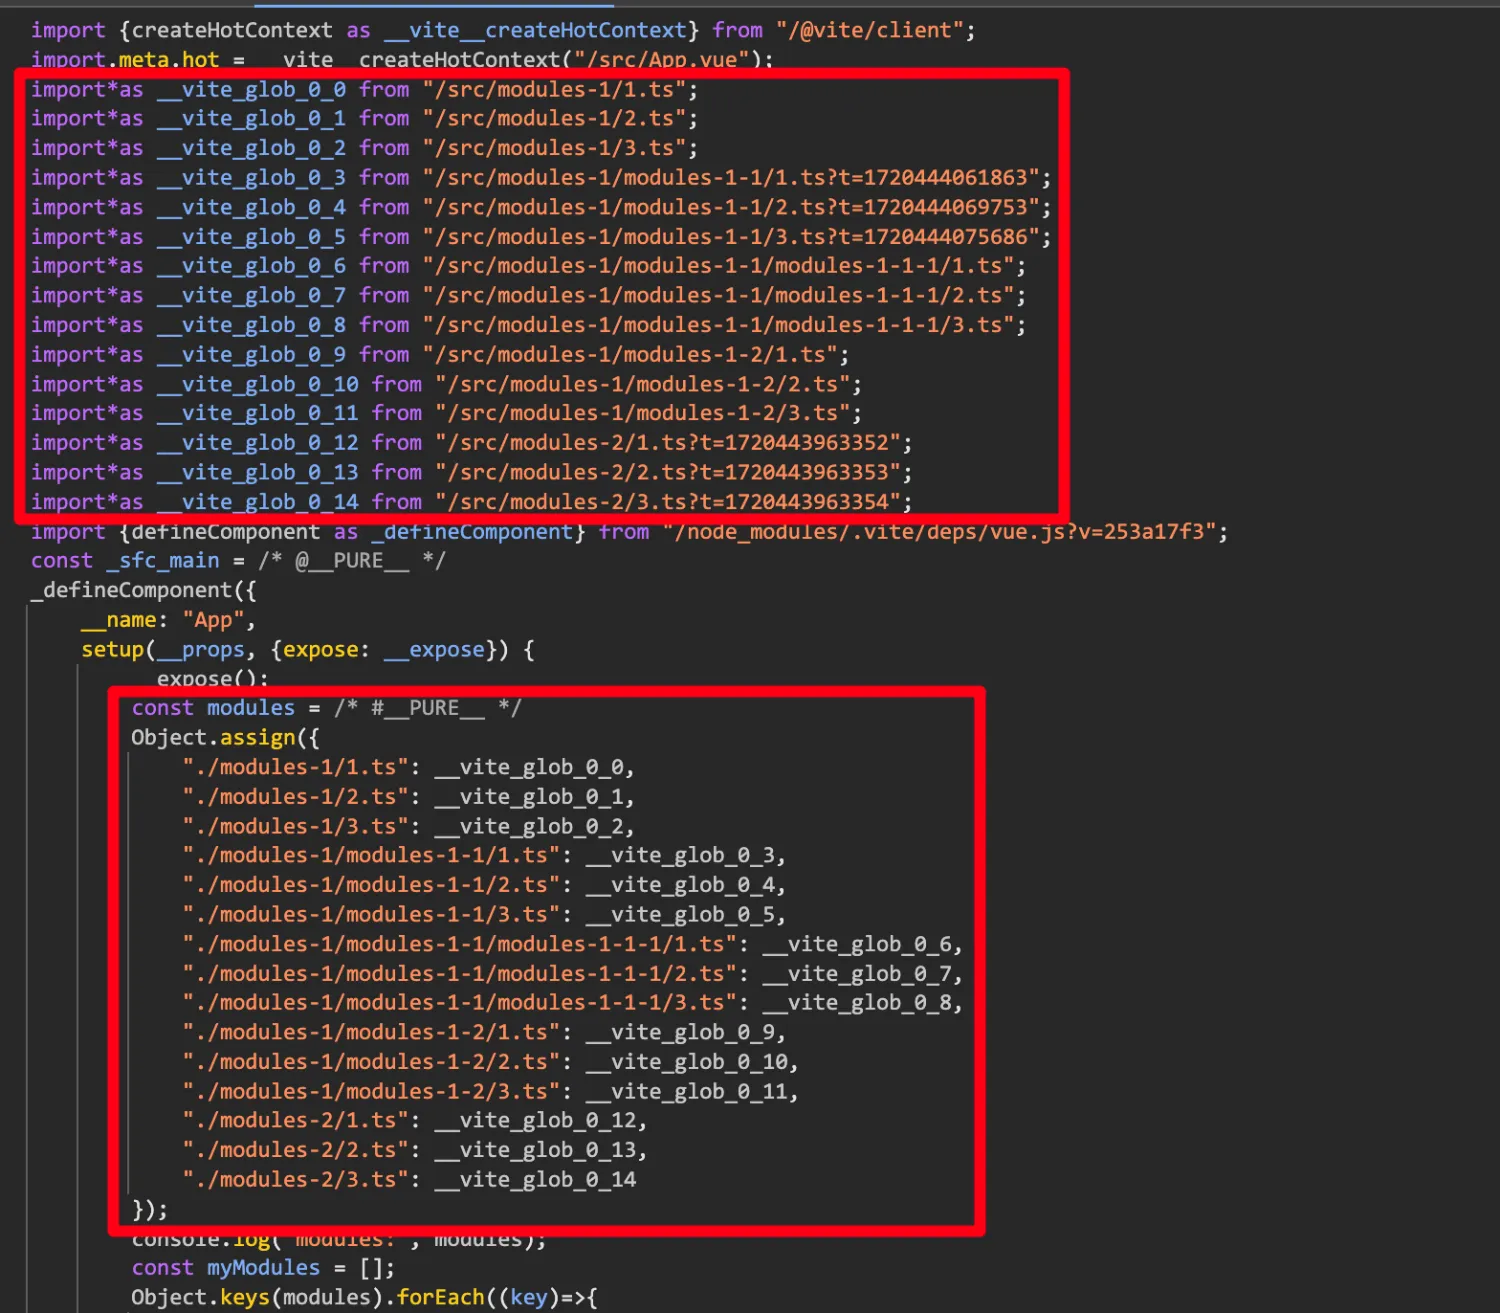 import {createHotContext as __vite__createHotContext} from "/@vite/client";
import.meta.hot = __vite__createHotContext("/src/App.vue");
import*as __vite_glob_0_0 from "/src/modules-1/1.ts";
import*as __vite_glob_0_1 from "/src/modules-1/2.ts";
import*as __vite_glob_0_2 from "/src/modules-1/3.ts";
import*as __vite_glob_0_3 from "/src/modules-1/modules-1-1/1.ts?t=1720444061863";
import*as __vite_glob_0_4 from "/src/modules-1/modules-1-1/2.ts?t=1720444069753";
import*as __vite_glob_0_5 from "/src/modules-1/modules-1-1/3.ts?t=1720444075686";
import*as __vite_glob_0_6 from "/src/modules-1/modules-1-1/modules-1-1-1/1.ts";
import*as __vite_glob_0_7 from "/src/modules-1/modules-1-1/modules-1-1-1/2.ts";
import*as __vite_glob_0_8 from "/src/modules-1/modules-1-1/modules-1-1-1/3.ts";
import*as __vite_glob_0_9 from "/src/modules-1/modules-1-2/1.ts";
import*as __vite_glob_0_10 from "/src/modules-1/modules-1-2/2.ts";
import*as __vite_glob_0_11 from "/src/modules-1/modules-1-2/3.ts";
import*as __vite_glob_0_12 from "/src/modules-2/1.ts?t=1720443963352";
import*as __vite_glob_0_13 from "/src/modules-2/2.ts?t=1720443963353";
import*as __vite_glob_0_14 from "/src/modules-2/3.ts?t=1720443963354";
import {defineComponent as _defineComponent} from "/node_modules/.vite/deps/vue.js?v=253a17f3";
const _sfc_main = /* @__PURE__ */
_defineComponent({
__name: "App",
setup(__props, {expose: __expose}) {
__expose();
const modules = /* #__PURE__ */
Object.assign({
"./modules-1/1.ts": __vite_glob_0_0,
"./modules-1/2.ts": __vite_glob_0_1,
"./modules-1/3.ts": __vite_glob_0_2,
"./modules-1/modules-1-1/1.ts": __vite_glob_0_3,
"./modules-1/modules-1-1/2.ts": __vite_glob_0_4,
"./modules-1/modules-1-1/3.ts": __vite_glob_0_5,
"./modules-1/modules-1-1/modules-1-1-1/1.ts": __vite_glob_0_6,
"./modules-1/modules-1-1/modules-1-1-1/2.ts": __vite_glob_0_7,
"./modules-1/modules-1-1/modules-1-1-1/3.ts": __vite_glob_0_8,
"./modules-1/modules-1-2/1.ts": __vite_glob_0_9,
"./modules-1/modules-1-2/2.ts": __vite_glob_0_10,
"./modules-1/modules-1-2/3.ts": __vite_glob_0_11,
"./modules-2/1.ts": __vite_glob_0_12,
"./modules-2/2.ts": __vite_glob_0_13,
"./modules-2/3.ts": __vite_glob_0_14
});
console.log("modules:", modules);
const myModules = [];
Object.keys(modules).forEach((key)=>{